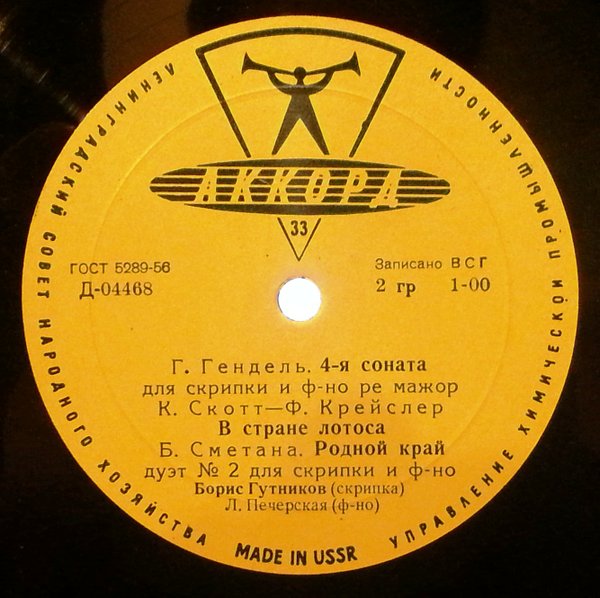 ЛЕНИНГРАДСКИЙ СОВЕТ НАРОДНОГО ХОЗЯЙСТВА
УПРАВЛЕНИЕ ХИМИЧЕСКОЙ ПРОМЫШЛЕННОСТИ
АККОРД
33
ГОСТ 5289-56
Д-04468
Записано ВСГ
2 гр 1-00
Г. Гендель. 4-я соната
для скрипки и ф-но ре мажор
К. Скотт—Ф. Крейслер
В стране лотоса
Б. Сметана. Родной край
дуэт № 2 для скрипки и ф-но
Борис Гутников (скрипка)
Л. Печерская (ф-но)
MADE IN USSR